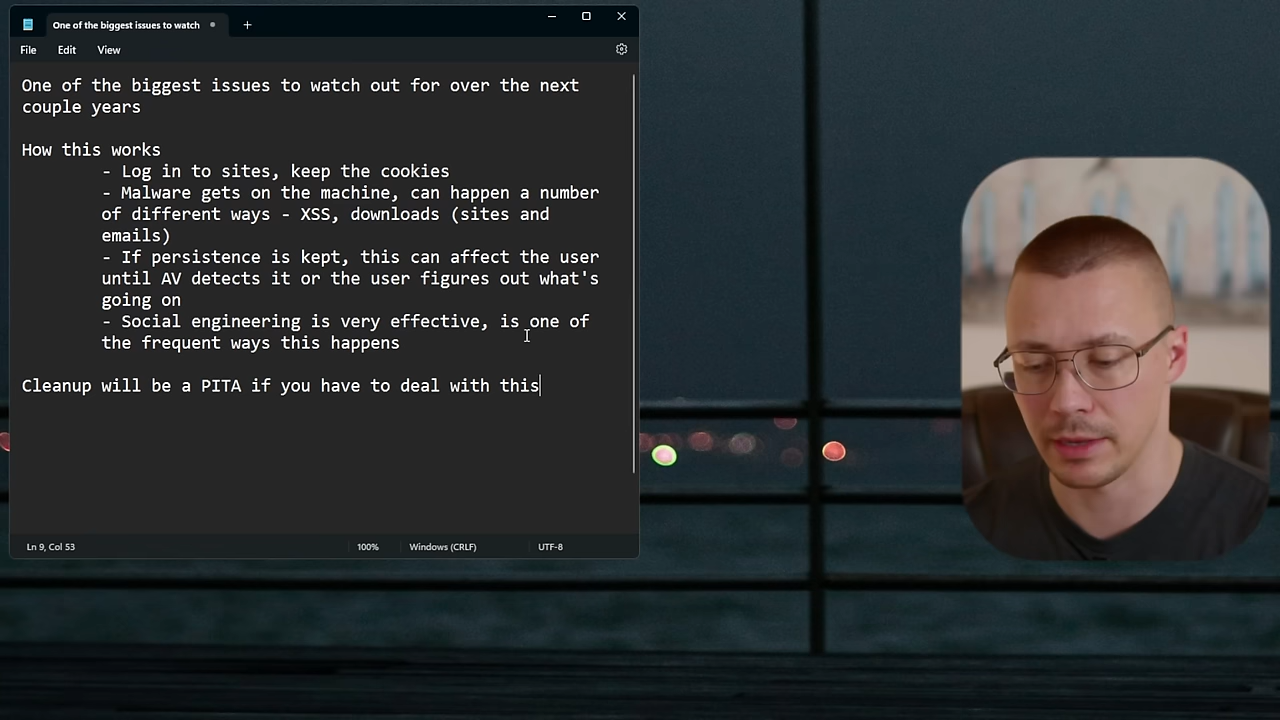 One of the biggest issues to watch
File Edit View
One of the biggest issues to watch out for over the next
couple years
How this works
- Log in to sites, keep the cookies
- Malware gets on the machine, can happen a number
of different ways - XSS, downloads (sites and
emails)
- If persistence is kept, this can affect the user
until AV detects it or the user figures out what's
going on
- Social engineering is very effective, is one of
the frequent ways this happens
Cleanup will be a PITA if you have to deal with this
Ln 9, Col 53 100% Windows (CRLF) UTF-8